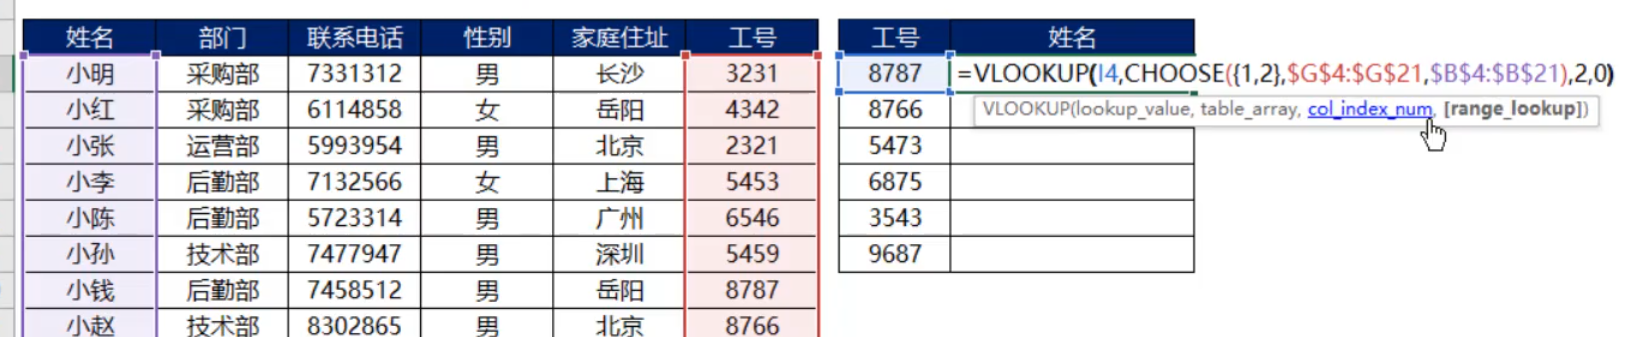 姓名 部门 联系电话 性别 家庭住址 工号 工号 姓名
小明 采购部 7331312 男 长沙 3231 8787 =VLOOKUP(I4,CHOOSE({1,2},$G$4:$G$21,$B$4:$B$21),2,0)
小红 采购部 6114858 女 岳阳 4342 8766 VLOOKUP(lookup_value, table_array, col_index_num, [range_lookup])
小张 运营部 5993954 男 北京 2321 5473
小李 后勤部 7132566 女 上海 5453 6875
小陈 后勤部 5723314 男 广州 6546 3543
小孙 技术部 7477947 男 深圳 5459 9687
小钱 后勤部 7458512 男 岳阳 8787
小赵 技术部 8302865 男 北京 8766